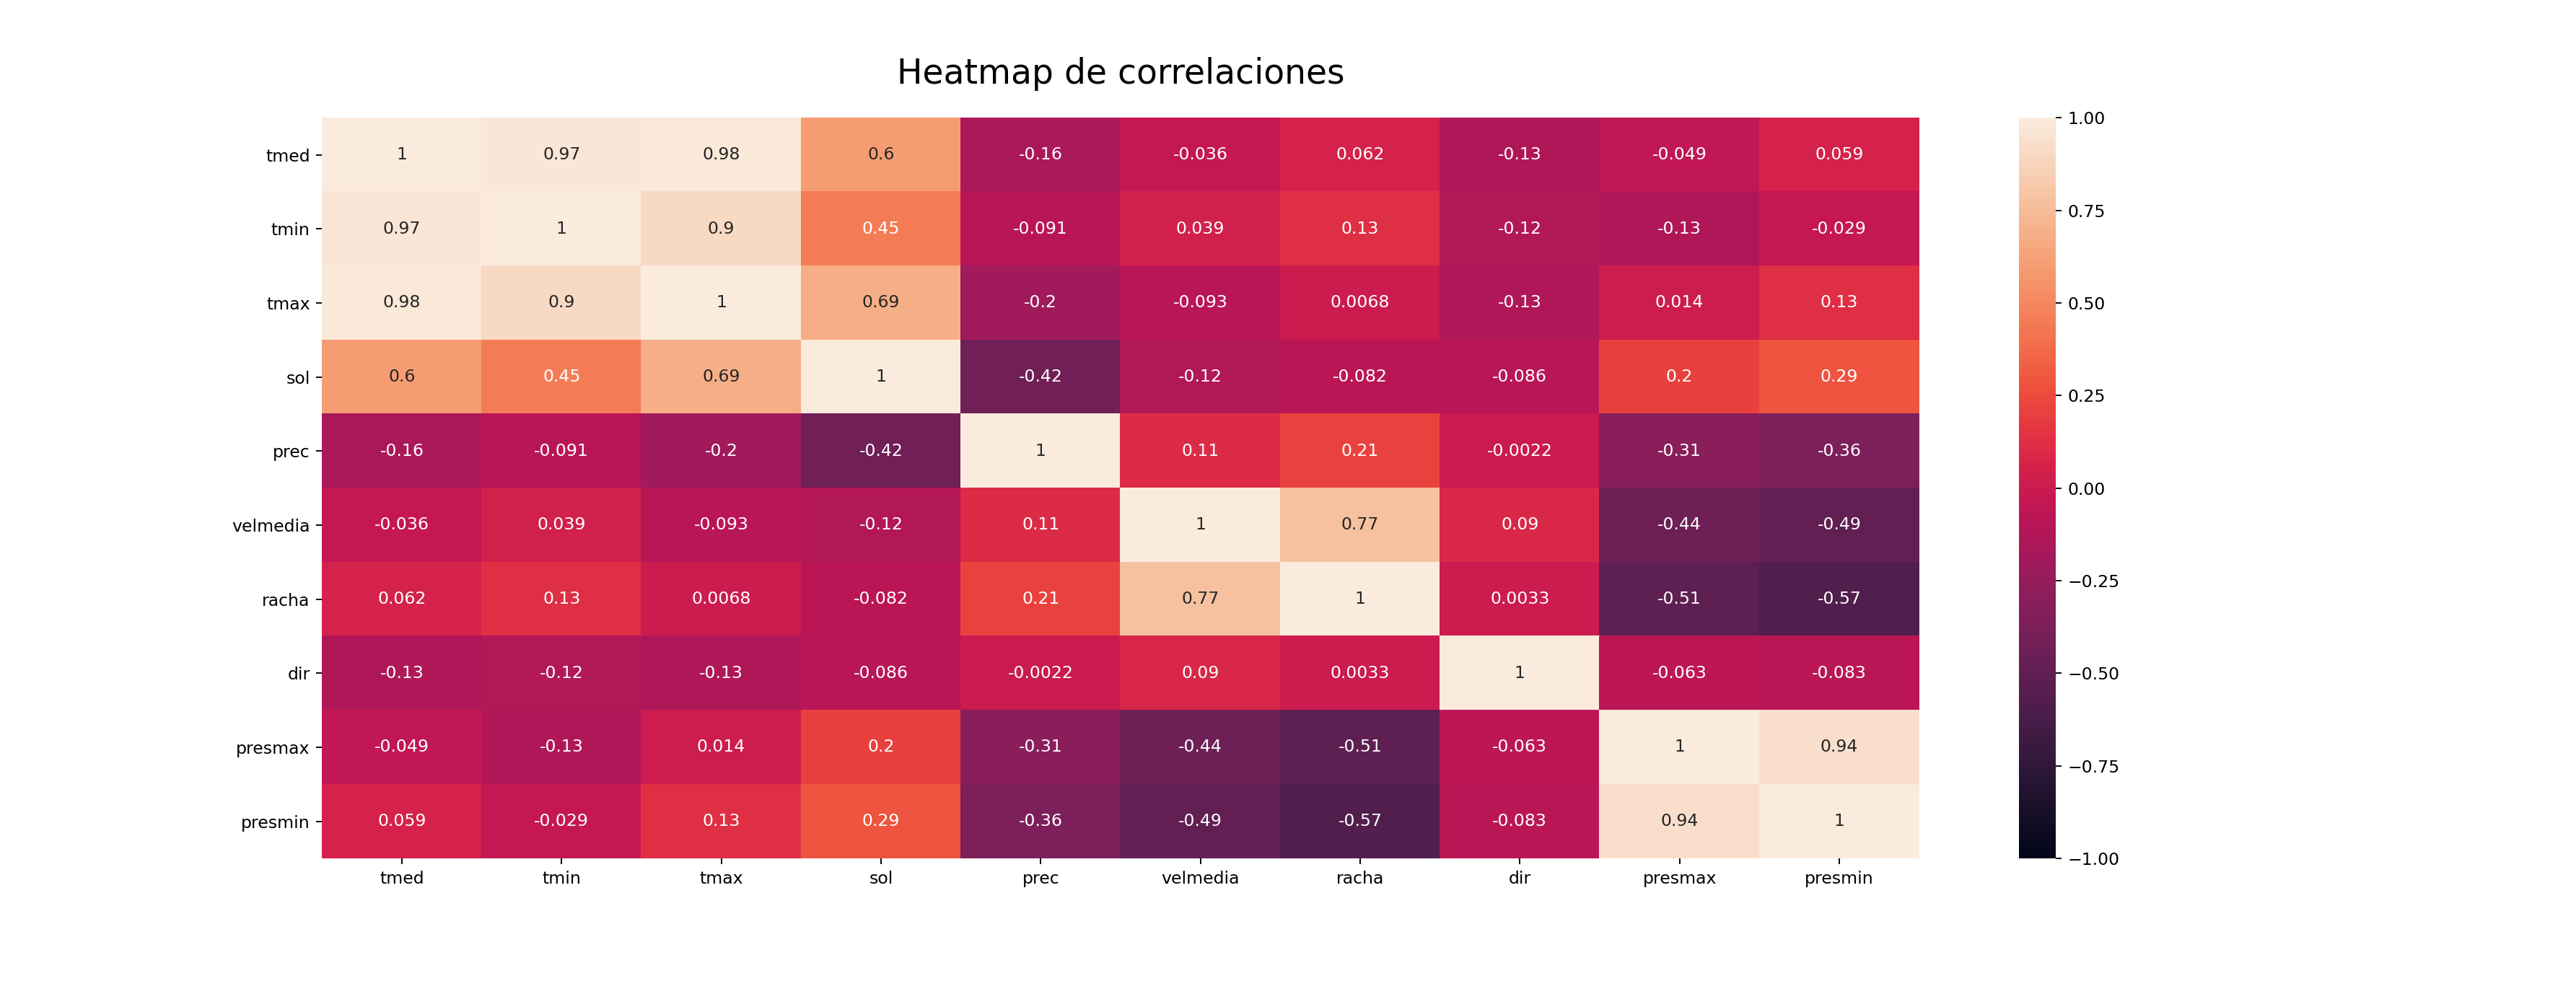 Heatmap de correlaciones
tmed 1 0.97 0.98 0.6 -0.16 -0.036 0.062 -0.13 -0.049 0.059
tmin 0.97 1 0.9 0.45 -0.091 0.039 0.13 -0.12 -0.13 -0.029
tmax 0.98 0.9 1 0.69 -0.2 -0.093 0.0068 -0.13 0.014 0.13
sol 0.6 0.45 0.69 1 -0.42 -0.12 -0.082 -0.086 0.2 0.29
prec -0.16 -0.091 -0.2 -0.42 1 0.11 0.21 -0.0022 -0.31 -0.36
velmedia -0.036 0.039 -0.093 -0.12 0.11 1 0.77 0.09 -0.44 -0.49
racha 0.062 0.13 0.0068 -0.082 0.21 0.77 1 0.0033 -0.51 -0.57
dir -0.13 -0.12 -0.13 -0.086 -0.0022 0.09 0.0033 1 -0.063 -0.083
presmax -0.049 -0.13 0.014 0.2 -0.31 -0.44 -0.51 -0.063 1 0.94
presmin 0.059 -0.029 0.13 0.29 -0.36 -0.49 -0.57 -0.083 0.94 1
tmed tmin tmax sol prec velmedia racha dir presmax presmin
1.00
0.75
0.50
0.25
0.00
−0.25
−0.50
−0.75
−1.00